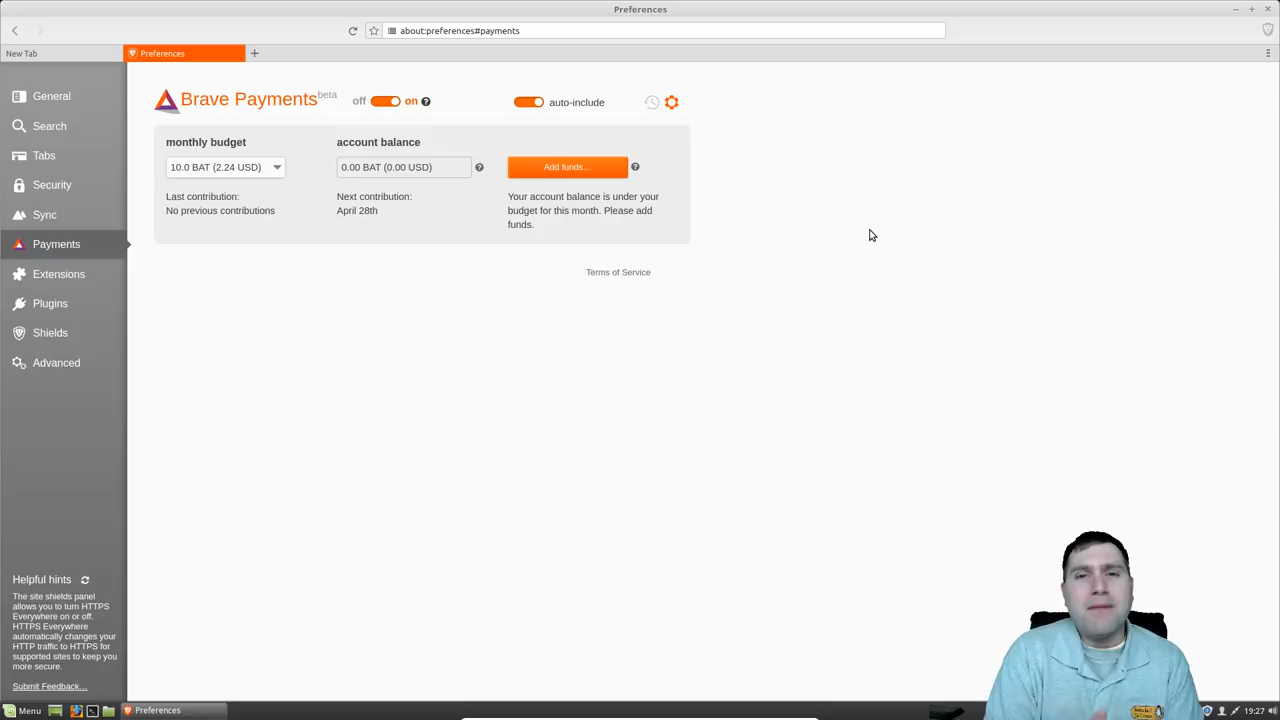 Preferences
about:preferences#payments
New Tab
Preferences
General
Search
Tabs
Security
Sync
Payments
Extensions
Plugins
Shields
Advanced
Brave Payments beta
off on
auto-include
monthly budget
account balance
10.0 BAT (2.24 USD)
0.00 BAT (0.00 USD)
Add funds...
Last contribution:
No previous contributions
Next contribution:
April 28th
Your account balance is under your
budget for this month. Please add
funds.
Terms of Service
Helpful hints
The site shields panel
allows you to turn HTTPS
Everywhere on or off.
HTTPS Everywhere
automatically changes your
HTTP traffic to HTTPS for
supported sites to keep you
more secure.
Submit Feedback...
Menu
Preferences
19:27